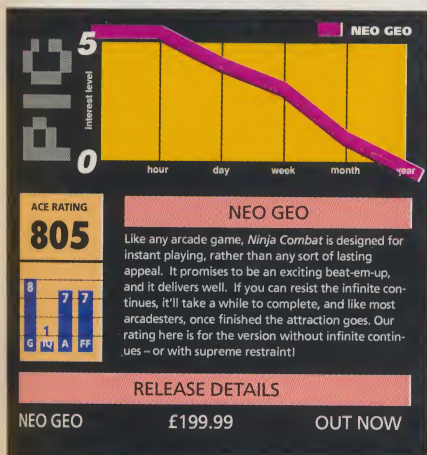 NEO GEO
PIC
5
interest level
0
hour day week month year
ACE RATING
805
8
1
7 7
G IQ A FF
NEO GEO
Like any arcade game, Ninja Combat is designed for
instant playing, rather than any sort of lasting
appeal. It promises to be an exciting beat-em-up,
and it delivers well. If you can resist the infinite con-
tinues, it'll take a while to complete, and like most
arcadesters, once finished the attraction goes. Our
rating here is for the version without infinite contin-
ues – or with supreme restraint!
RELEASE DETAILS
NEO GEO £199.99 OUT NOW